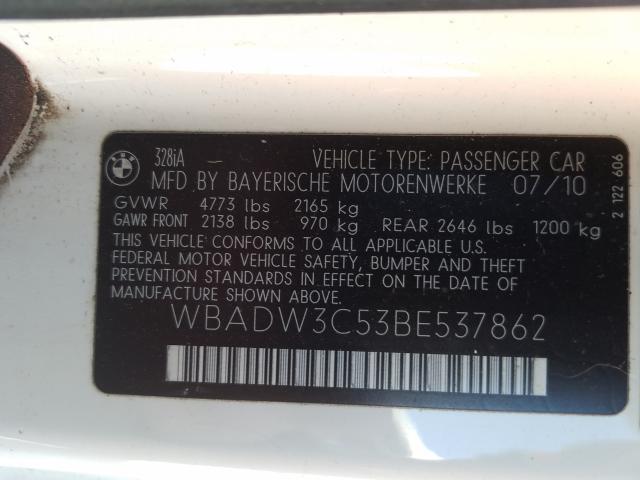 328iA — VEHICLE TYPE: PASSENGER CAR
MFD BY BAYERISCHE MOTORENWERKE 07/10
GVWR 4773 lbs 2165 kg
GAWR FRONT 2138 lbs 970 kg REAR 2646 lbs 1200 kg
THIS VEHICLE CONFORMS TO ALL APPLICABLE U.S.
FEDERAL MOTOR VEHICLE SAFETY, BUMPER AND THEFT
PREVENTION STANDARDS IN EFFECT ON THE DATE OF
MANUFACTURE SHOWN ABOVE.
WBADW3C53BE537862
2 122 606